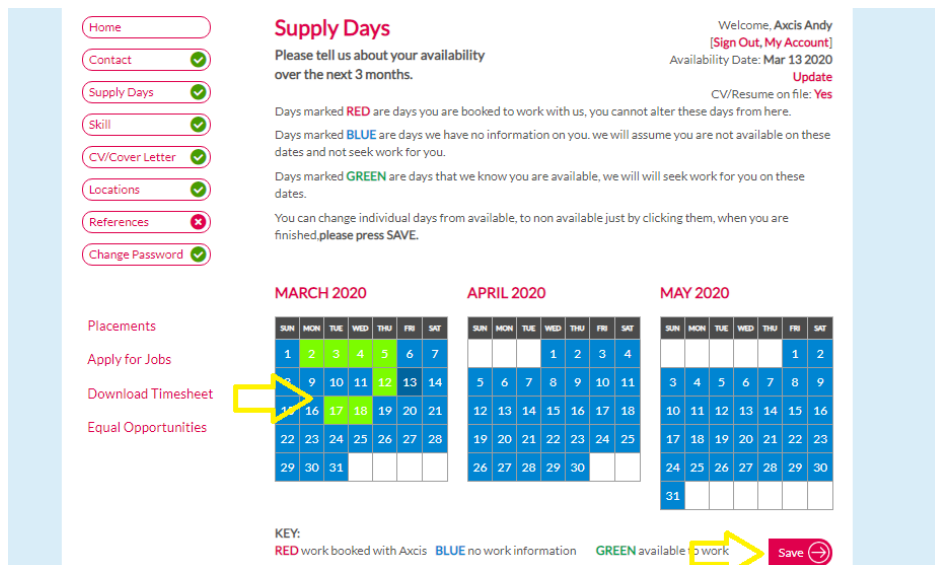 Home
Contact
Supply Days
Skill
CV/Cover Letter
Locations
References
Change Password
Placements
Apply for Jobs
Download Timesheet
Equal Opportunities
Supply Days
Please tell us about your availability
over the next 3 months.
Welcome, Axcis Andy
[Sign Out, My Account]
Availability Date: Mar 13 2020
Update
CV/Resume on file: Yes
Days marked RED are days you are booked to work with us, you cannot alter these days from here.
Days marked BLUE are days we have no information on you. we will assume you are not available on these
dates and not seek work for you.
Days marked GREEN are days that we know you are available, we will will seek work for you on these
dates.
You can change individual days from available, to non available just by clicking them, when you are
finished,please press SAVE.
MARCH 2020
SUN MON TUE WED THU FRI SAT
1 2 3 4 5 6 7
9 10 11 12 13 14
16 17 18 19 20 21
22 23 24 25 26 27 28
29 30 31
APRIL 2020
SUN MON TUE WED THU FRI SAT
1 2 3 4
5 6 7 8 9 10 11
12 13 14 15 16 17 18
19 20 21 22 23 24 25
26 27 28 29 30
MAY 2020
SUN MON TUE WED THU FRI SAT
1 2
3 4 5 6 7 8 9
10 11 12 13 14 15 16
17 18 19 20 21 22 23
24 25 26 27 28 29 30
31
KEY:
RED work booked with Axcis BLUE no work information GREEN available to work
Save